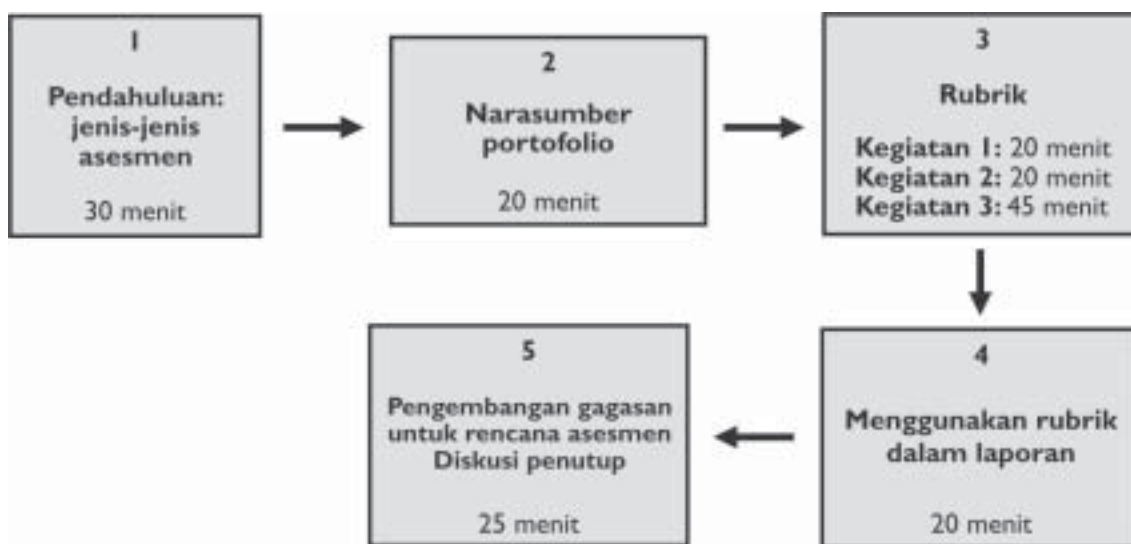 1
Pendahuluan:
jenis-jenis
asesmen
30 menit
2
Narasumber
portofolio
20 menit
3
Rubrik
Kegiatan 1: 20 menit
Kegiatan 2: 20 menit
Kegiatan 3: 45 menit
4
Menggunakan rubrik
dalam laporan
20 menit
5
Pengembangan gagasan
untuk rencana asesmen
Diskusi penutup
25 menit